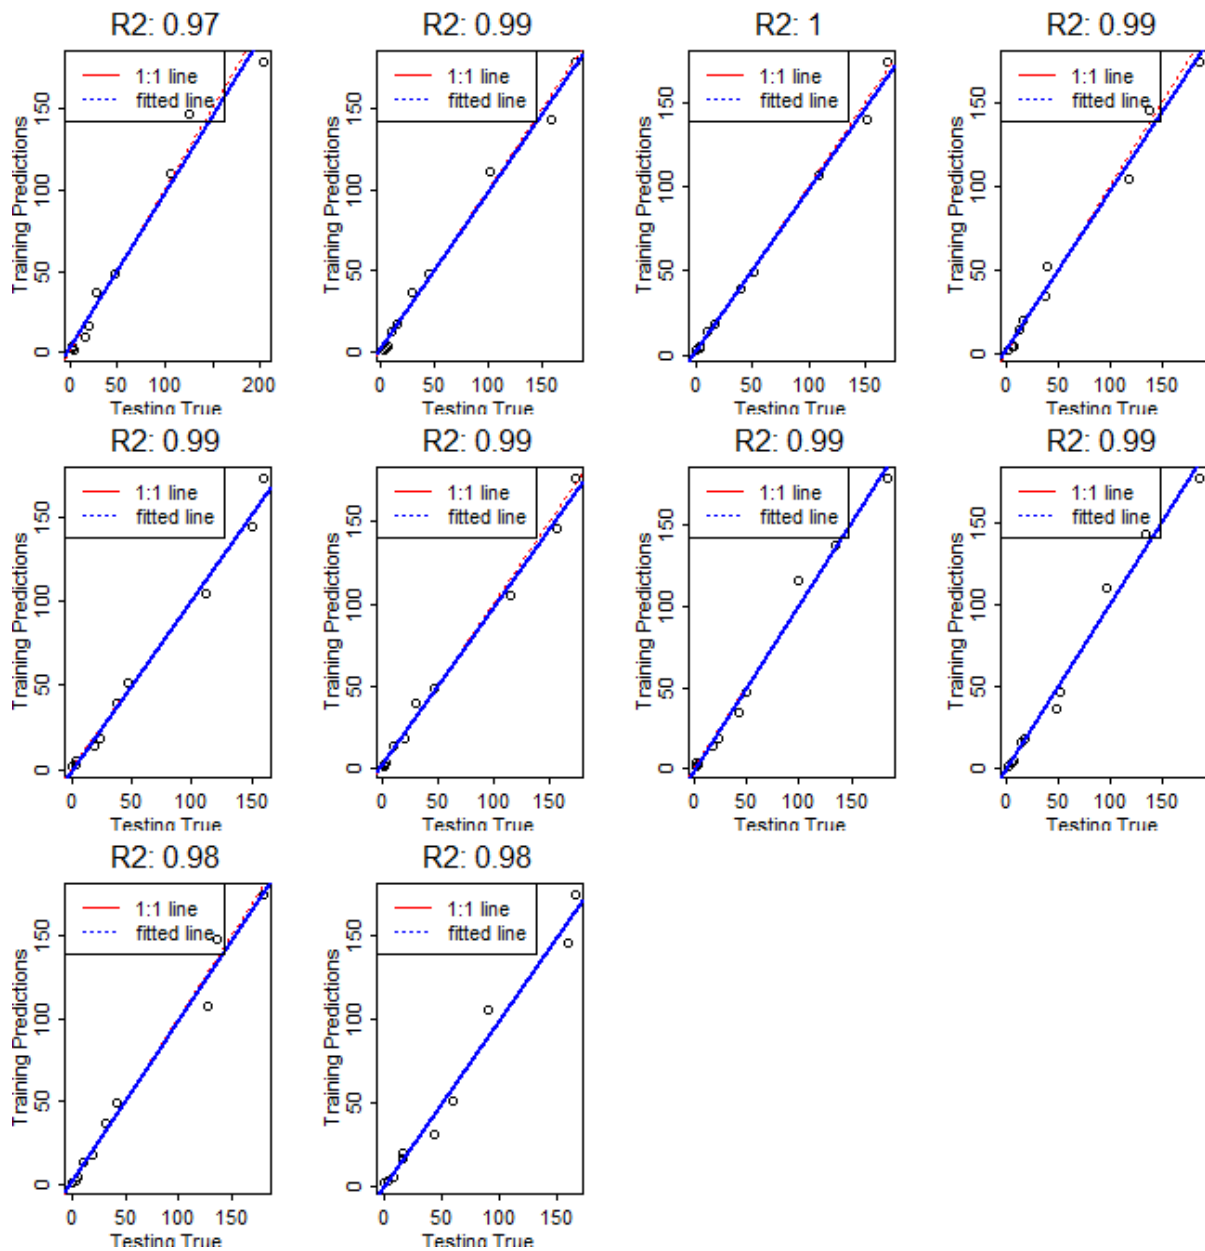 R2: 0.97
1:1 line
fitted line
Training Predictions
0 50 100 150
0 50 100 150 200
Testing True
R2: 0.99
1:1 line
fitted line
Training Predictions
0 50 100 150
0 50 100 150
Testing True
R2: 1
1:1 line
fitted line
Training Predictions
0 50 100 150
0 50 100 150
Testing True
R2: 0.99
1:1 line
fitted line
Training Predictions
0 50 100 150
0 50 100 150
Testing True
R2: 0.99
1:1 line
fitted line
Training Predictions
0 50 100 150
0 50 100 150
Testing True
R2: 0.99
1:1 line
fitted line
Training Predictions
0 50 100 150
0 50 100 150
Testing True
R2: 0.99
1:1 line
fitted line
Training Predictions
0 50 100 150
0 50 100 150
Testing True
R2: 0.99
1:1 line
fitted line
Training Predictions
0 50 100 150
0 50 100 150
Testing True
R2: 0.98
1:1 line
fitted line
Training Predictions
0 50 100 150
0 50 100 150
Testing True
R2: 0.98
1:1 line
fitted line
Training Predictions
0 50 100 150
0 50 100 150
Testing True